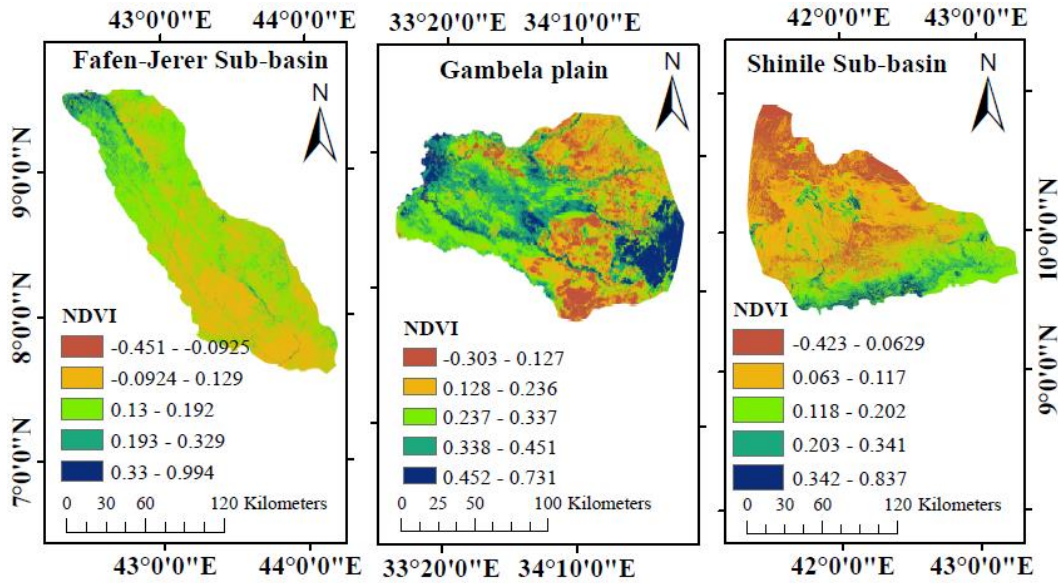 43°0'0"E 44°0'0"E
33°20'0"E 34°10'0"E
42°0'0"E 43°0'0"E
Fafen-Jerer Sub-basin
N
9°0'0"N
8°0'0"N
7°0'0"N
NDVI
-0.451 - -0.0925
-0.0924 - 0.129
0.13 - 0.192
0.193 - 0.329
0.33 - 0.994
0 30 60 120 Kilometers
43°0'0"E 44°0'0"E
Gambela plain
N
NDVI
-0.303 - 0.127
0.128 - 0.236
0.237 - 0.337
0.338 - 0.451
0.452 - 0.731
0 25 50 100 Kilometers
33°20'0"E 34°10'0"E
Shinile Sub-basin
N
10°0'0"N
9°0'0"N
NDVI
-0.423 - 0.0629
0.063 - 0.117
0.118 - 0.202
0.203 - 0.341
0.342 - 0.837
0 30 60 120 Kilometers
42°0'0"E 43°0'0"E